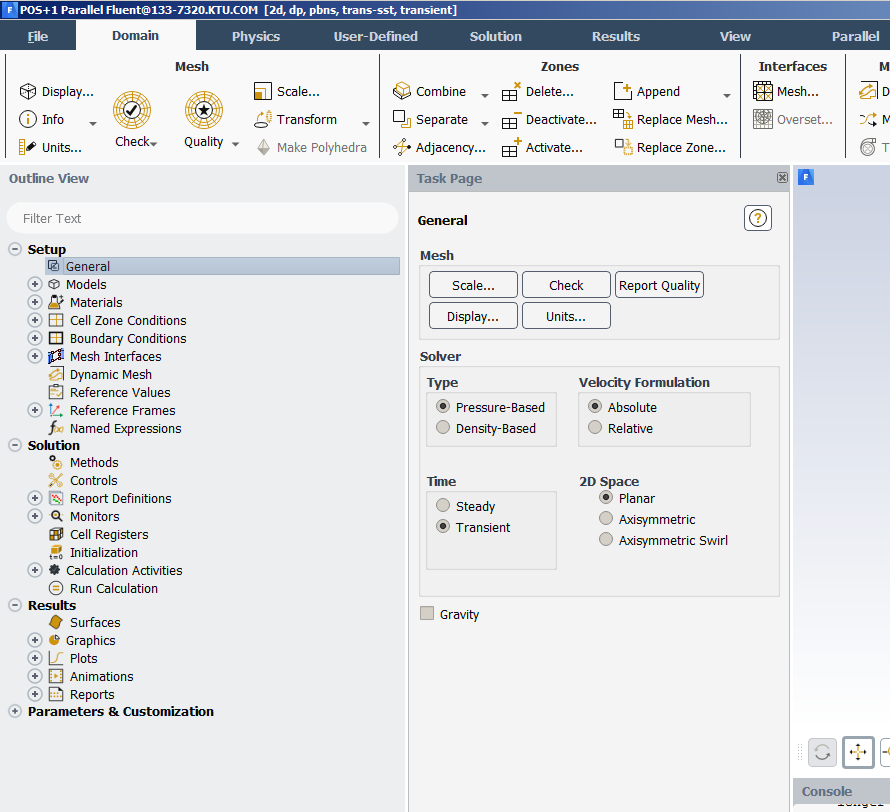 POS+1 Parallel Fluent@133-7320.KTU.COM [2d, dp, pbns, trans-sst, transient]
File Domain Physics User-Defined Solution Results View Parallel
Mesh Zones Interfaces M
Display... Scale... Combine Delete... Append Mesh... D
Info Transform Separate Deactivate... Replace Mesh... Overset... M
Check Quality
Units... Make Polyhedra Adjacency... Activate... Replace Zone... T
Outline View
Filter Text
Setup
General
Models
Materials
Cell Zone Conditions
Boundary Conditions
Mesh Interfaces
Dynamic Mesh
Reference Values
Reference Frames
Named Expressions
Solution
Methods
Controls
Report Definitions
Monitors
Cell Registers
Initialization
Calculation Activities
Run Calculation
Results
Surfaces
Graphics
Plots
Animations
Reports
Parameters & Customization
Task Page
General
?
Mesh
Scale... Check Report Quality
Display... Units...
Solver
Type
Pressure-Based
Density-Based
Velocity Formulation
Absolute
Relative
Time
Steady
Transient
2D Space
Planar
Axisymmetric
Axisymmetric Swirl
Gravity
Console